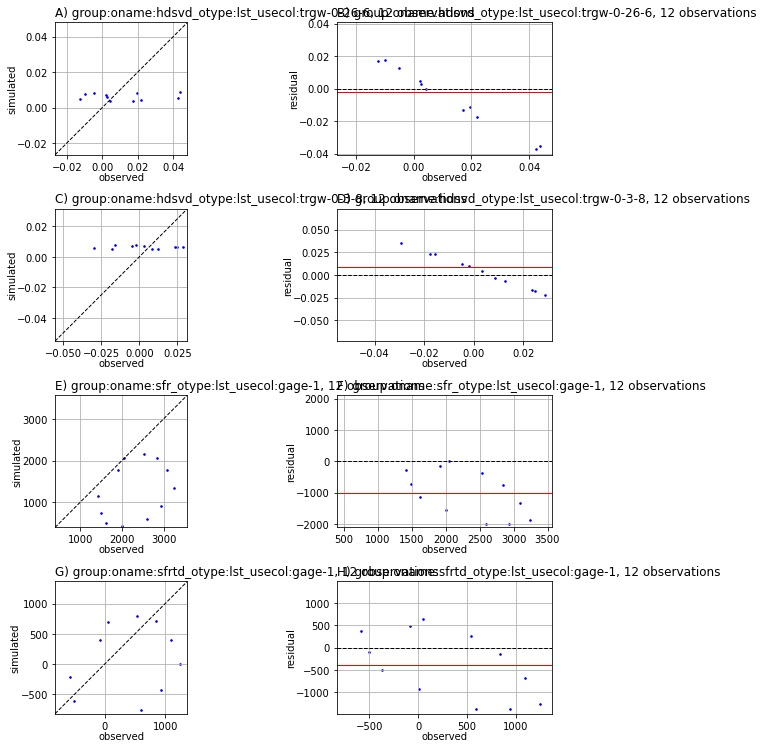 A) group:oname:hdsvd_otype:lst_usecol:trgw-0-26-6, 12 observations
B) group:oname:hdsvd_otype:lst_usecol:trgw-0-26-6, 12 observations
simulated
0.04
0.02
0.00
−0.02
−0.02 0.00 0.02 0.04
observed
residual
0.04
0.02
0.00
−0.02
−0.04
−0.02 0.00 0.02 0.04
observed
C) group:oname:hdsvd_otype:lst_usecol:trgw-0-3-8, 12 observations
D) group:oname:hdsvd_otype:lst_usecol:trgw-0-3-8, 12 observations
simulated
0.02
0.00
−0.02
−0.04
−0.050 −0.025 0.000 0.025
observed
residual
0.050
0.025
0.000
−0.025
−0.050
−0.04 −0.02 0.00 0.02
observed
E) group:oname:sfr_otype:lst_usecol:gage-1, 12 observations
F) group:oname:sfr_otype:lst_usecol:gage-1, 12 observations
simulated
3000
2000
1000
1000 2000 3000
observed
residual
2000
1000
0
−1000
−2000
500 1000 1500 2000 2500 3000 3500
observed
G) group:oname:sfrtd_otype:lst_usecol:gage-1, 12 observations
H) group:oname:sfrtd_otype:lst_usecol:gage-1, 12 observations
simulated
1000
500
0
−500
0 1000
observed
residual
1000
500
0
−500
−1000
−500 0 500 1000
observed